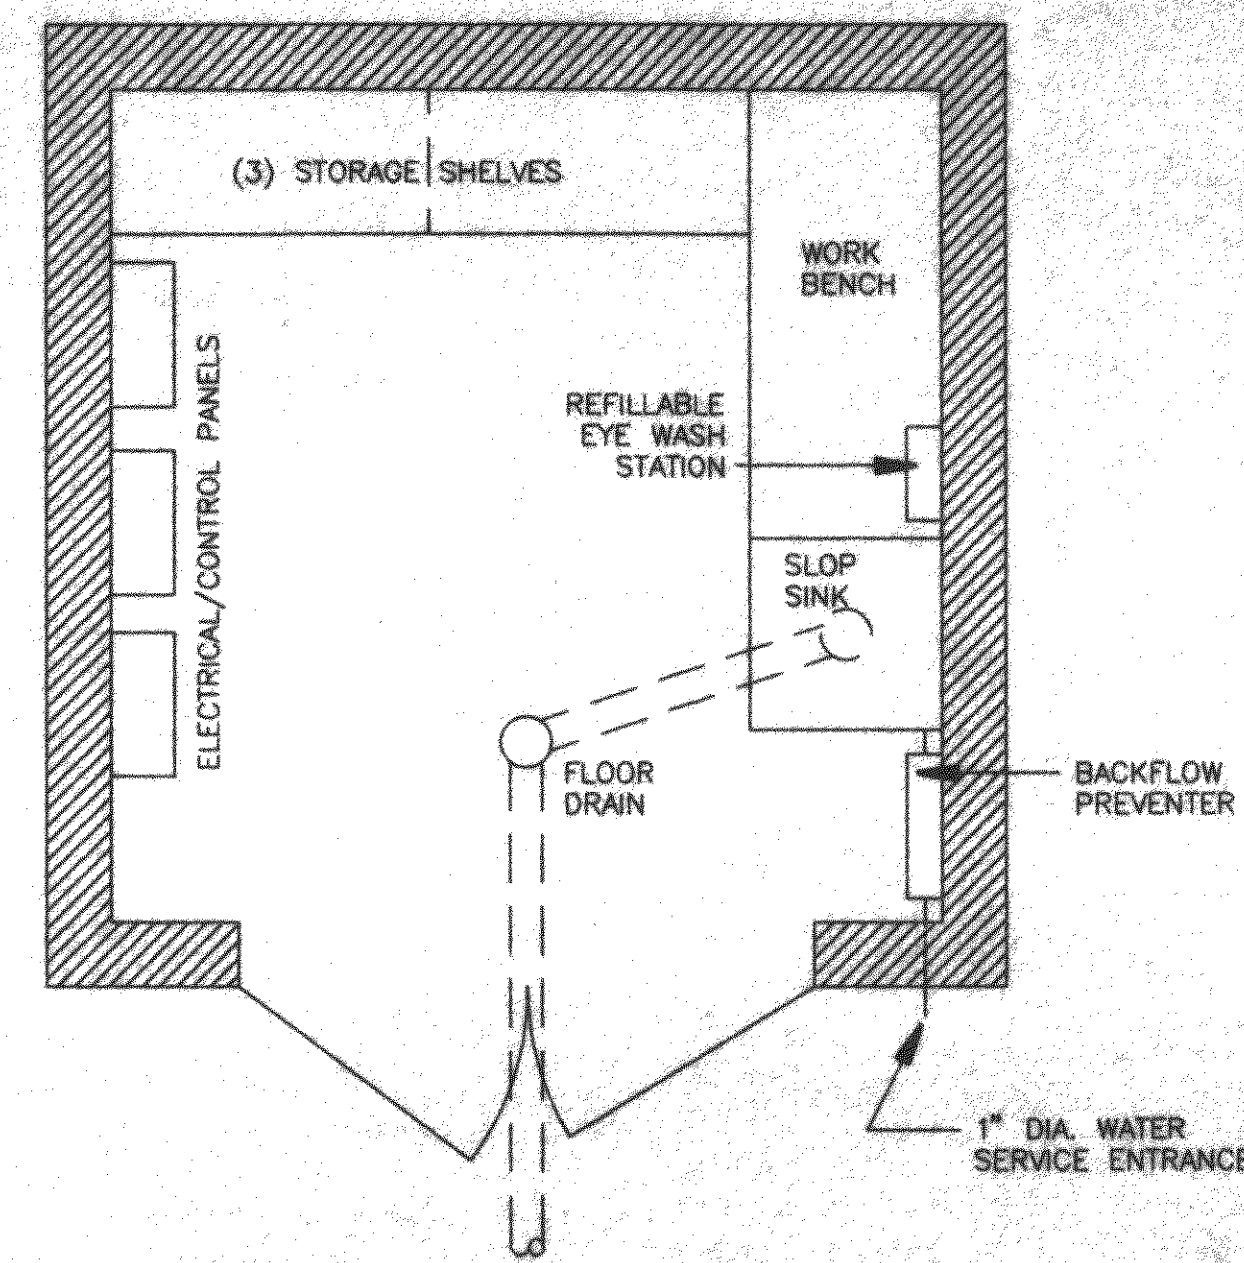 (3) STORAGE SHELVES
WORK
BENCH
ELECTRICAL/CONTROL PANELS
REFILLABLE
EYE WASH
STATION
SLOP
SINK
FLOOR
DRAIN
BACKFLOW
PREVENTER
1" DIA. WATER
SERVICE ENTRANCE